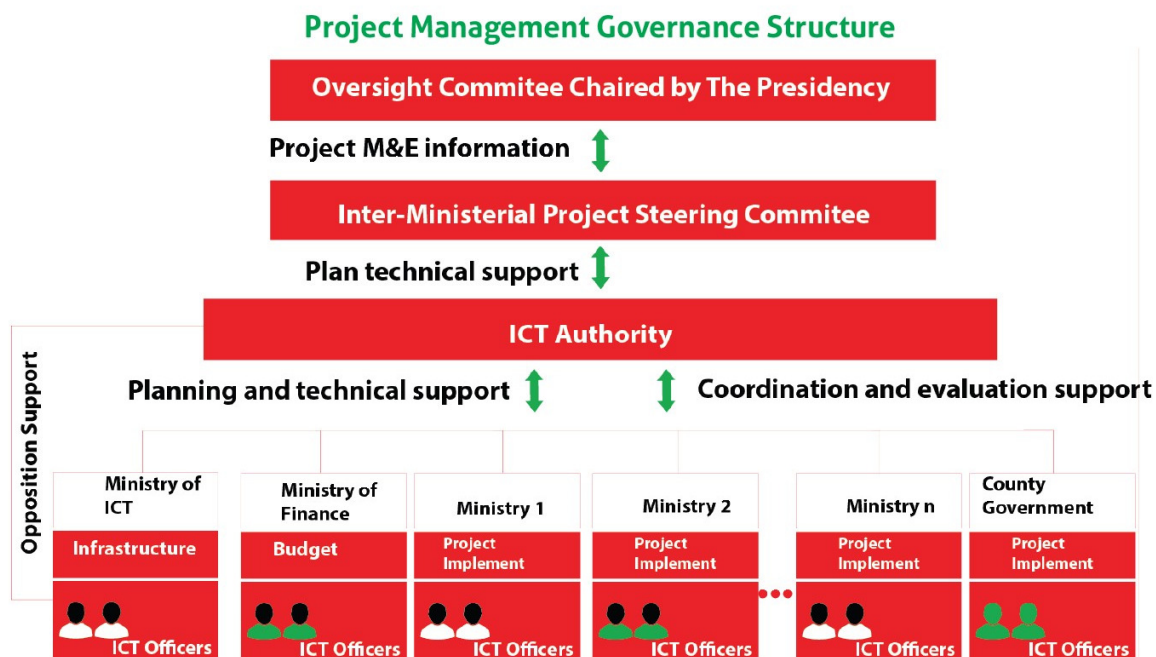 Project Management Governance Structure
Oversight Commitee Chaired by The Presidency
Project M&E information
Inter-Ministerial Project Steering Commitee
Plan technical support
ICT Authority
Planning and technical support
Coordination and evaluation support
Opposition Support
Ministry of
ICT
Infrastructure
ICT Officers
Ministry of
Finance
Budget
ICT Officers
Ministry 1
Project
Implement
ICT Officers
Ministry 2
Project
Implement
ICT Officers
Ministry n
Project
Implement
ICT Officers
County
Government
Project
Implement
ICT Officers